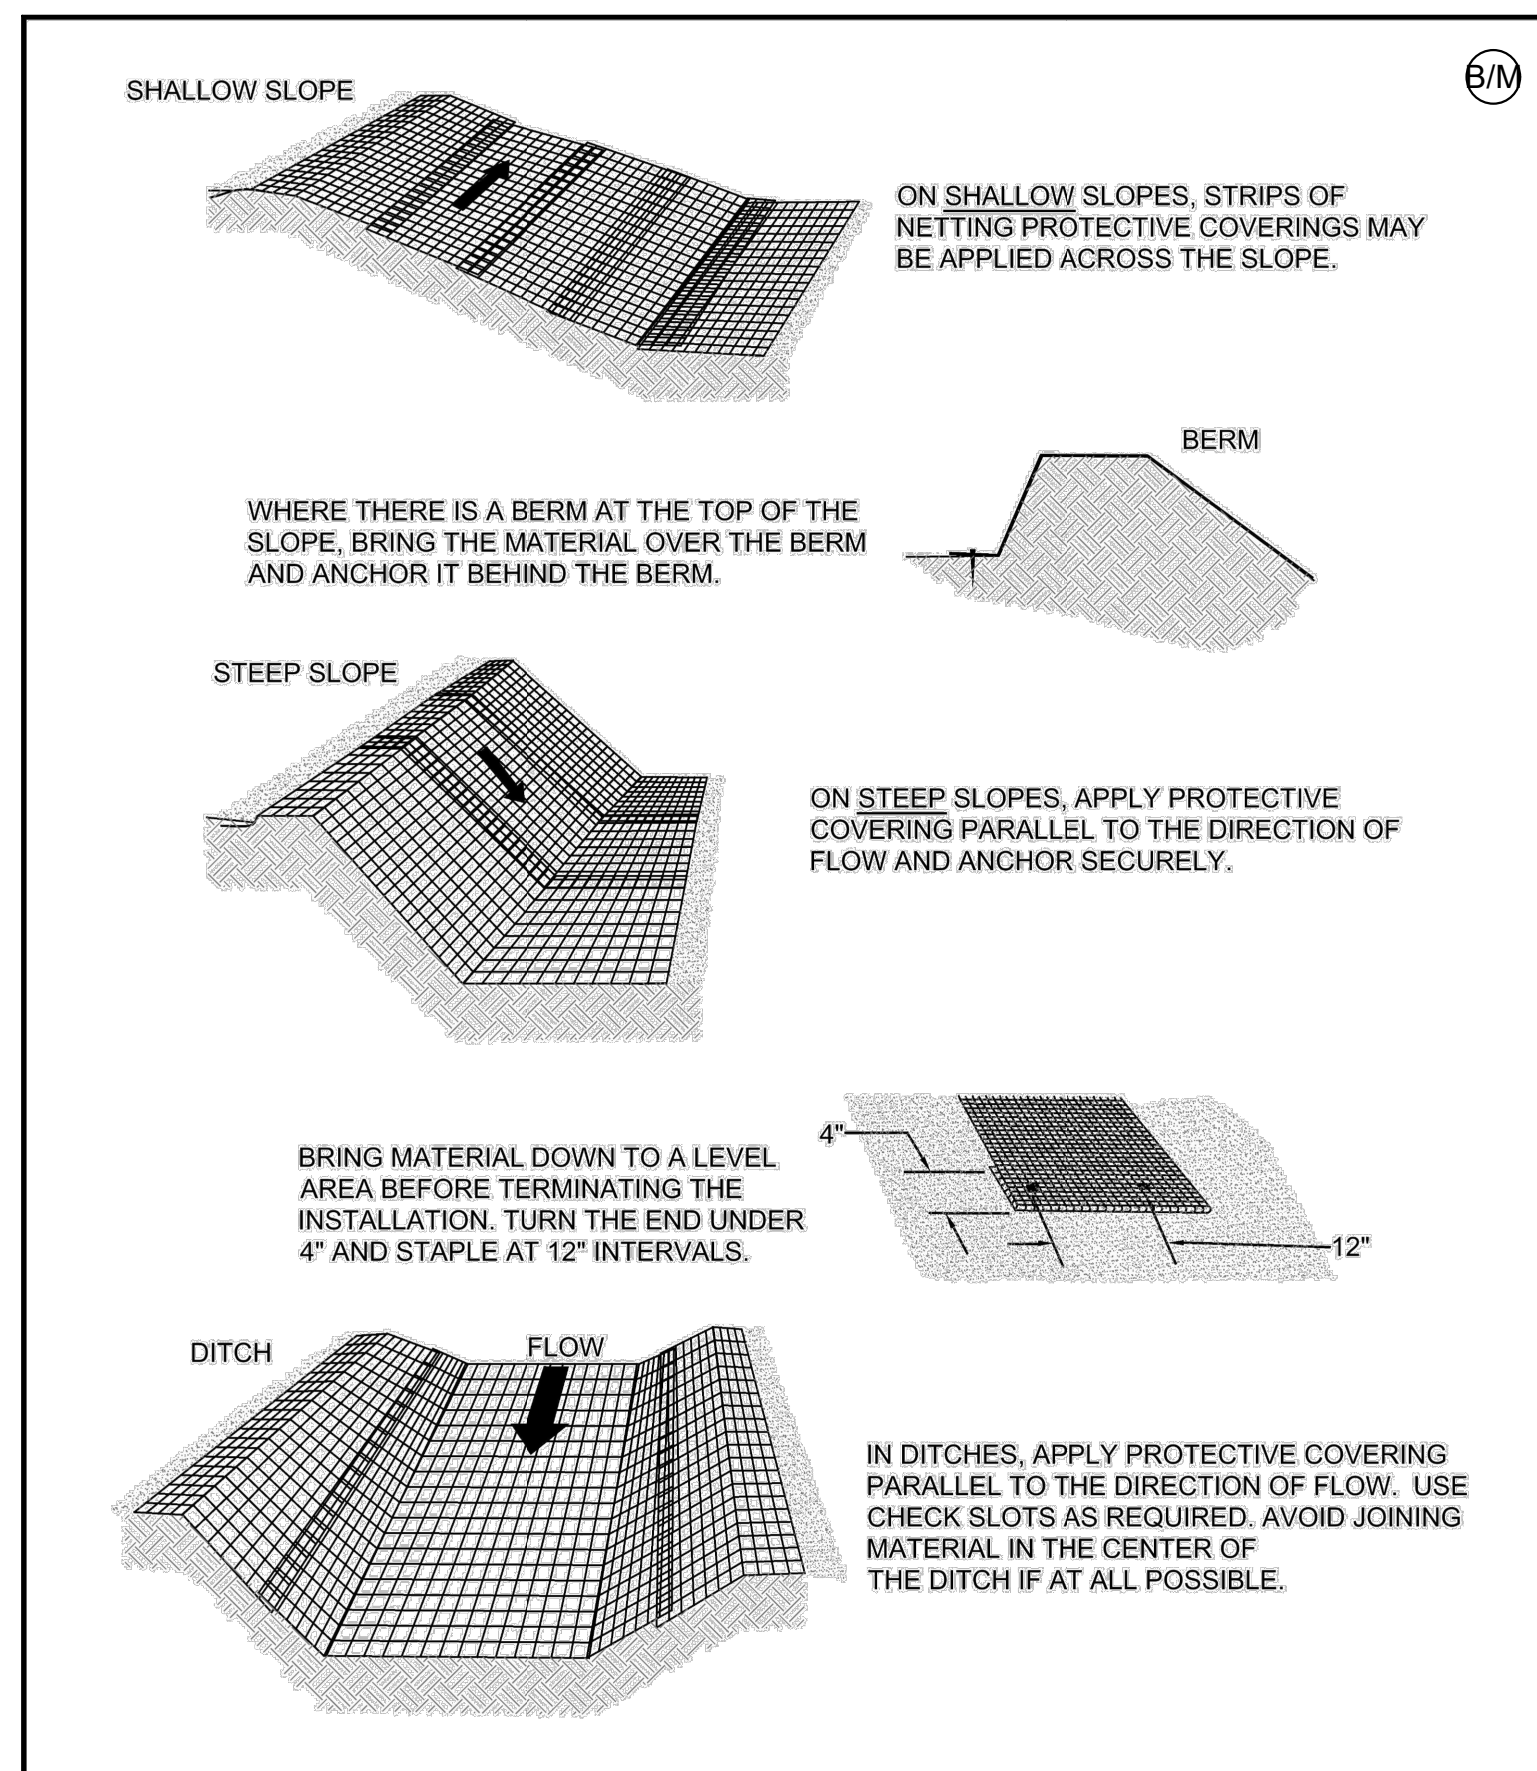 B/M
SHALLOW SLOPE
ON SHALLOW SLOPES, STRIPS OF
NETTING PROTECTIVE COVERINGS MAY
BE APPLIED ACROSS THE SLOPE.
BERM
WHERE THERE IS A BERM AT THE TOP OF THE
SLOPE, BRING THE MATERIAL OVER THE BERM
AND ANCHOR IT BEHIND THE BERM.
STEEP SLOPE
ON STEEP SLOPES, APPLY PROTECTIVE
COVERING PARALLEL TO THE DIRECTION OF
FLOW AND ANCHOR SECURELY.
4"
BRING MATERIAL DOWN TO A LEVEL
AREA BEFORE TERMINATING THE
INSTALLATION. TURN THE END UNDER
4" AND STAPLE AT 12" INTERVALS.
12"
DITCH
FLOW
IN DITCHES, APPLY PROTECTIVE COVERING
PARALLEL TO THE DIRECTION OF FLOW. USE
CHECK SLOTS AS REQUIRED. AVOID JOINING
MATERIAL IN THE CENTER OF
THE DITCH IF AT ALL POSSIBLE.